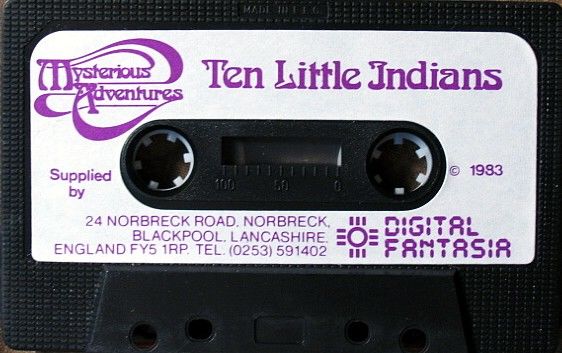 MADE IN E.E.C.
Mysterious
Adventures
Ten Little Indians
100 50 0
Supplied
by
© 1983
24 NORBRECK ROAD, NORBRECK,
BLACKPOOL, LANCASHIRE.
ENGLAND FY5 1RP. TEL. (0253) 591402
DIGITAL
FANTASIA